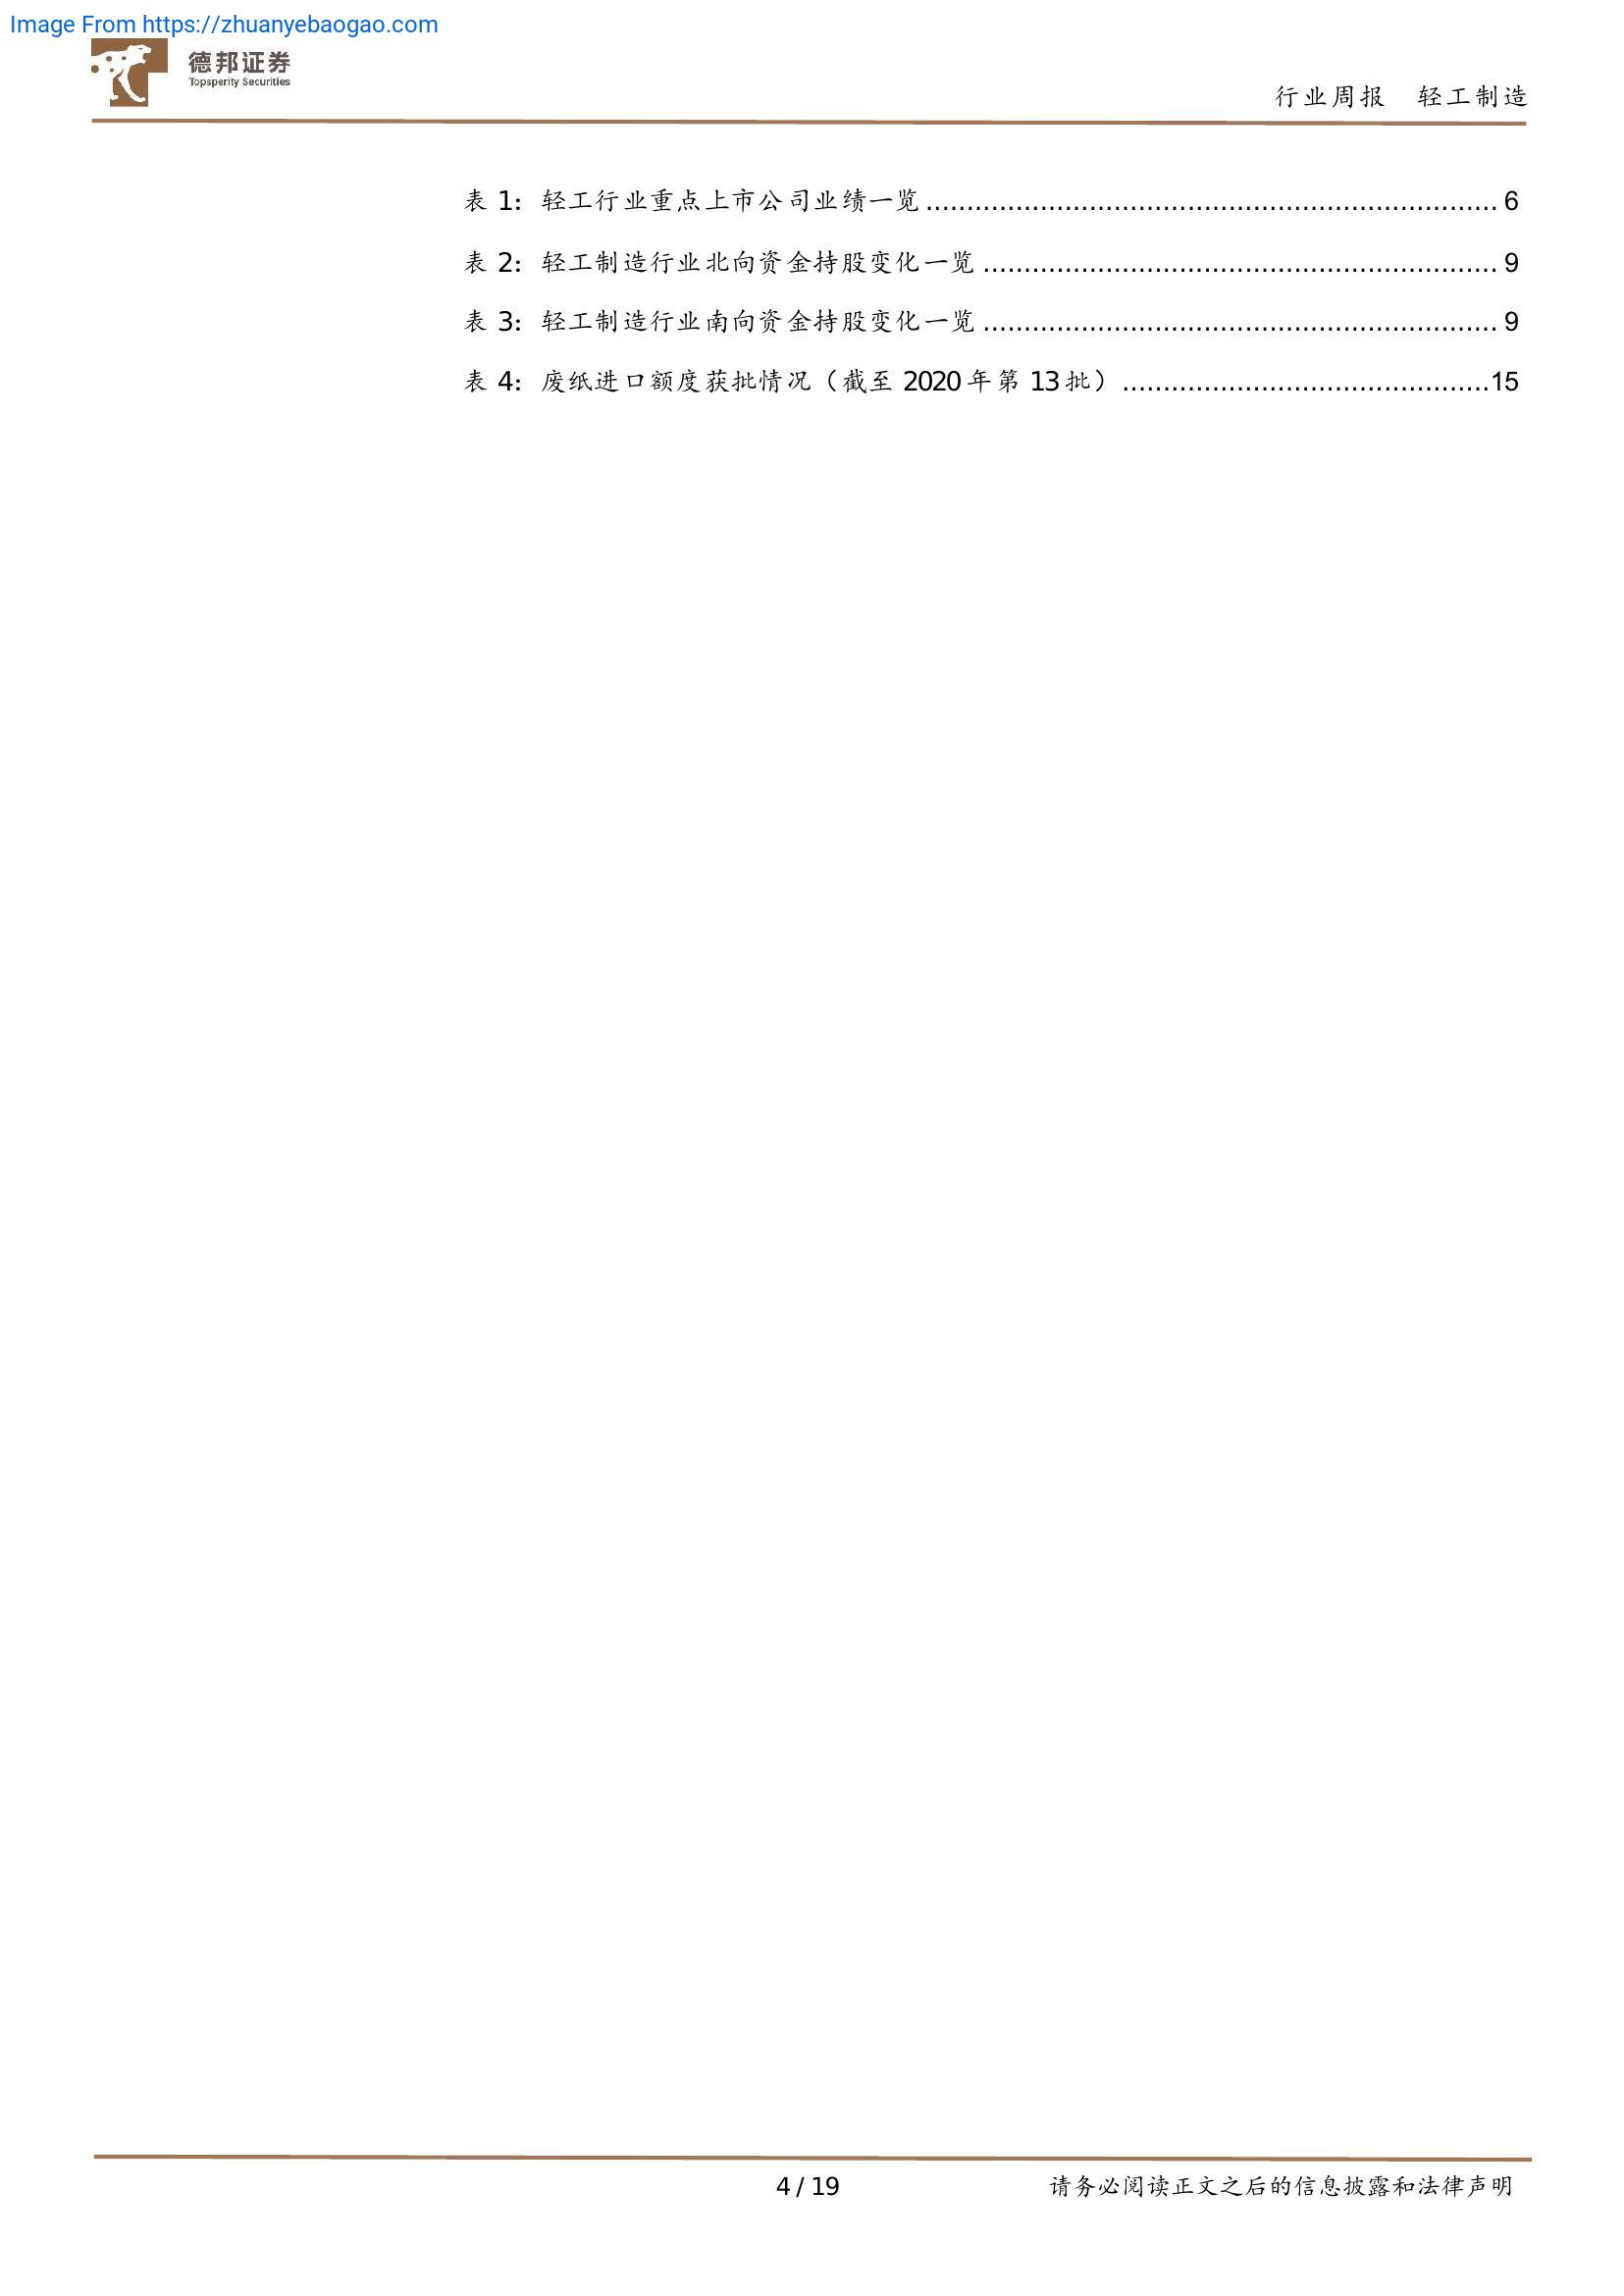 Image From https://zhuanyebaogao.com
德邦证券
Topsperity Securities
行业周报 轻工制造
表 1：轻工行业重点上市公司业绩一览 ...................................................................... 6
表 2：轻工制造行业北向资金持股变化一览 ............................................................... 9
表 3：轻工制造行业南向资金持股变化一览 ............................................................... 9
表 4：废纸进口额度获批情况（截至 2020 年第 13 批） .............................................15
4 / 19
请务必阅读正文之后的信息披露和法律声明